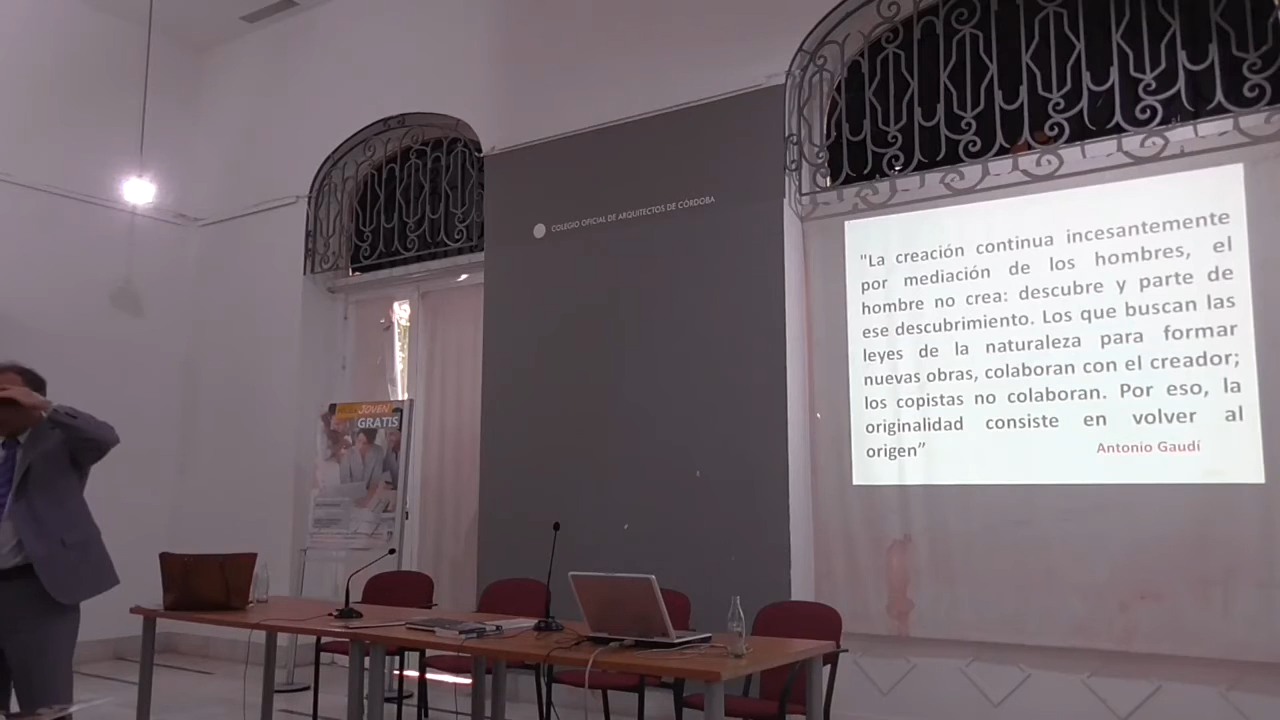 COLEGIO OFICIAL DE ARQUITECTOS DE CÓRDOBA
"La creación continua incesantemente
por mediación de los hombres, el
hombre no crea: descubre y parte de
ese descubrimiento. Los que buscan las
leyes de la naturaleza para formar
nuevas obras, colaboran con el creador;
los copistas no colaboran. Por eso, la
originalidad consiste en volver al
origen”
Antonio Gaudí
JOVEN
GRATIS